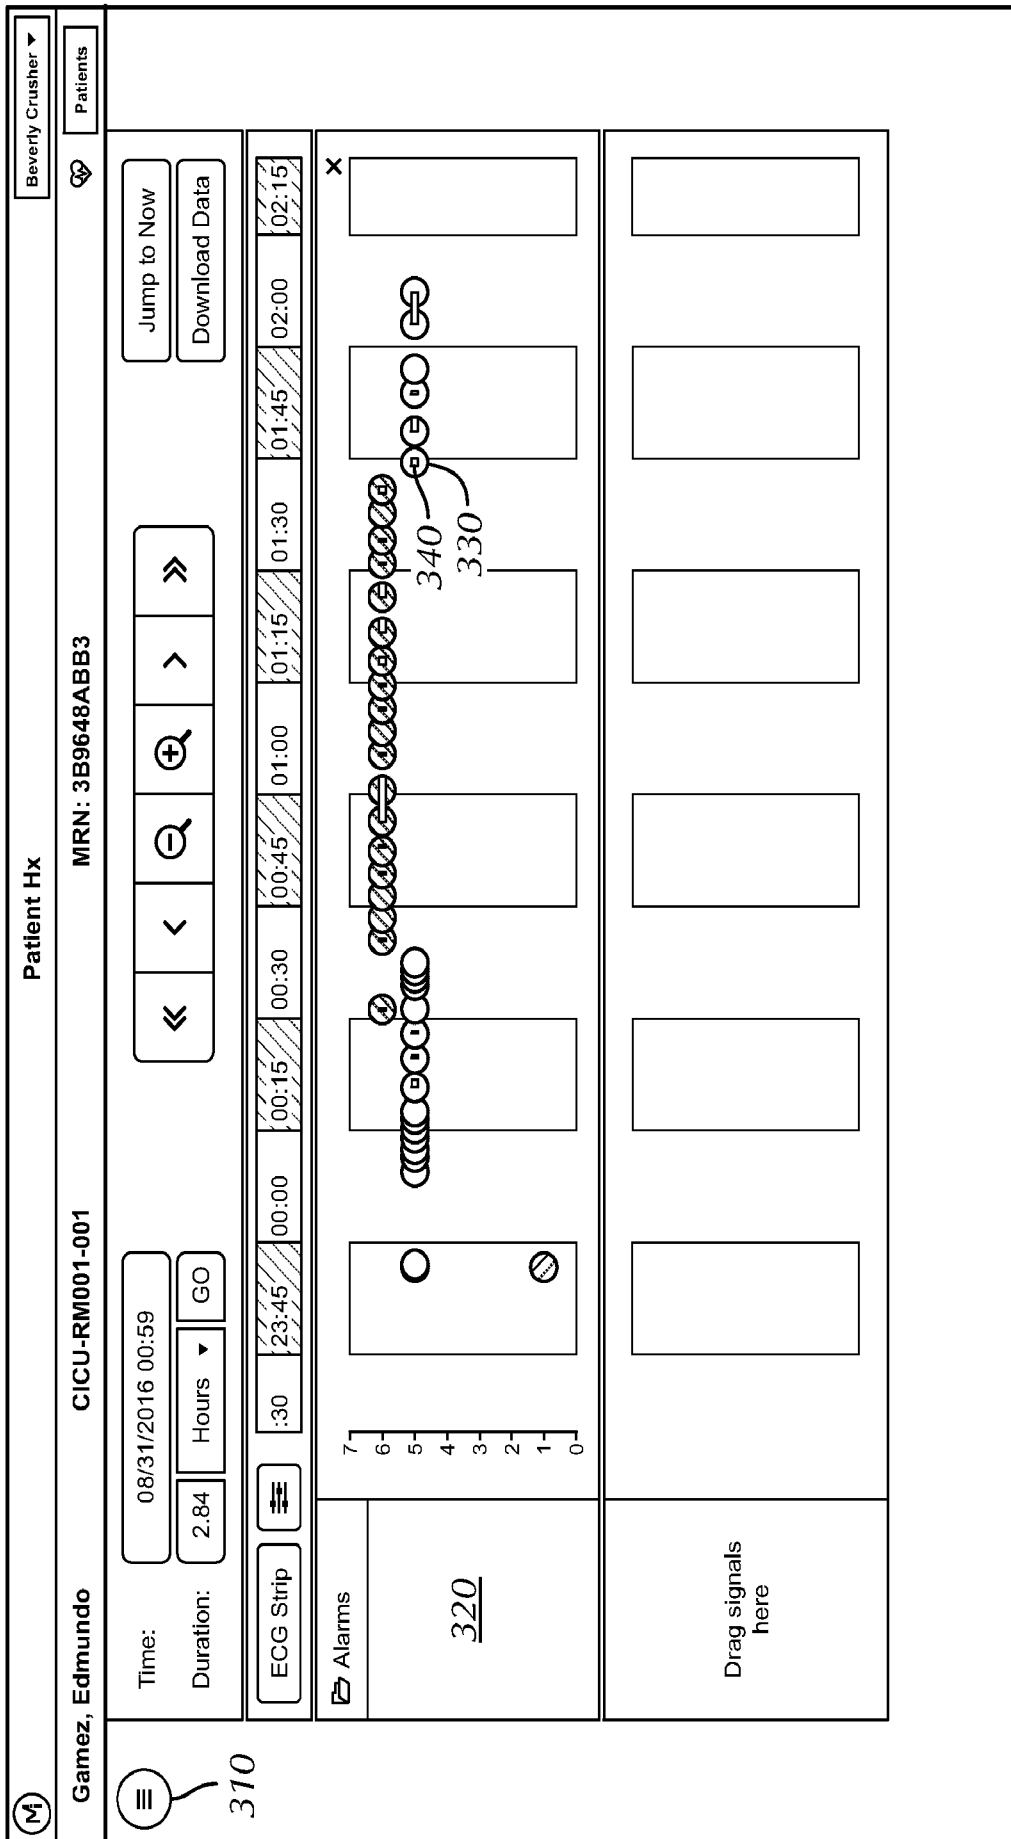 Mi Patient Hx Beverly Crusher ▼
Gamez, Edmundo CICU-RM001-001 MRN: 3B9648ABB3 Patients
310
Time: 08/31/2016 00:59
Duration: 2.84 Hours ▼ GO
<< < > >>
Jump to Now
Download Data
ECG Strip :30 23:45 00:00 00:15 00:30 00:45 01:00 01:15 01:30 01:45 02:00 02:15
Alarms
320
7
6
5
4
3
2
1
0
340
330
Drag signals
here